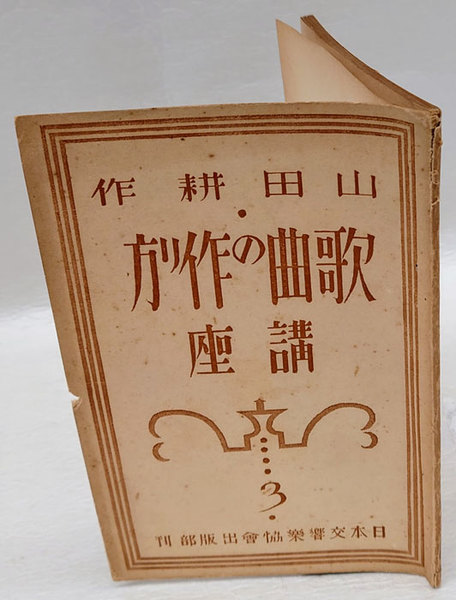 山田耕作
歌曲の作り方
講座
3
日本交響樂協會出版部刊